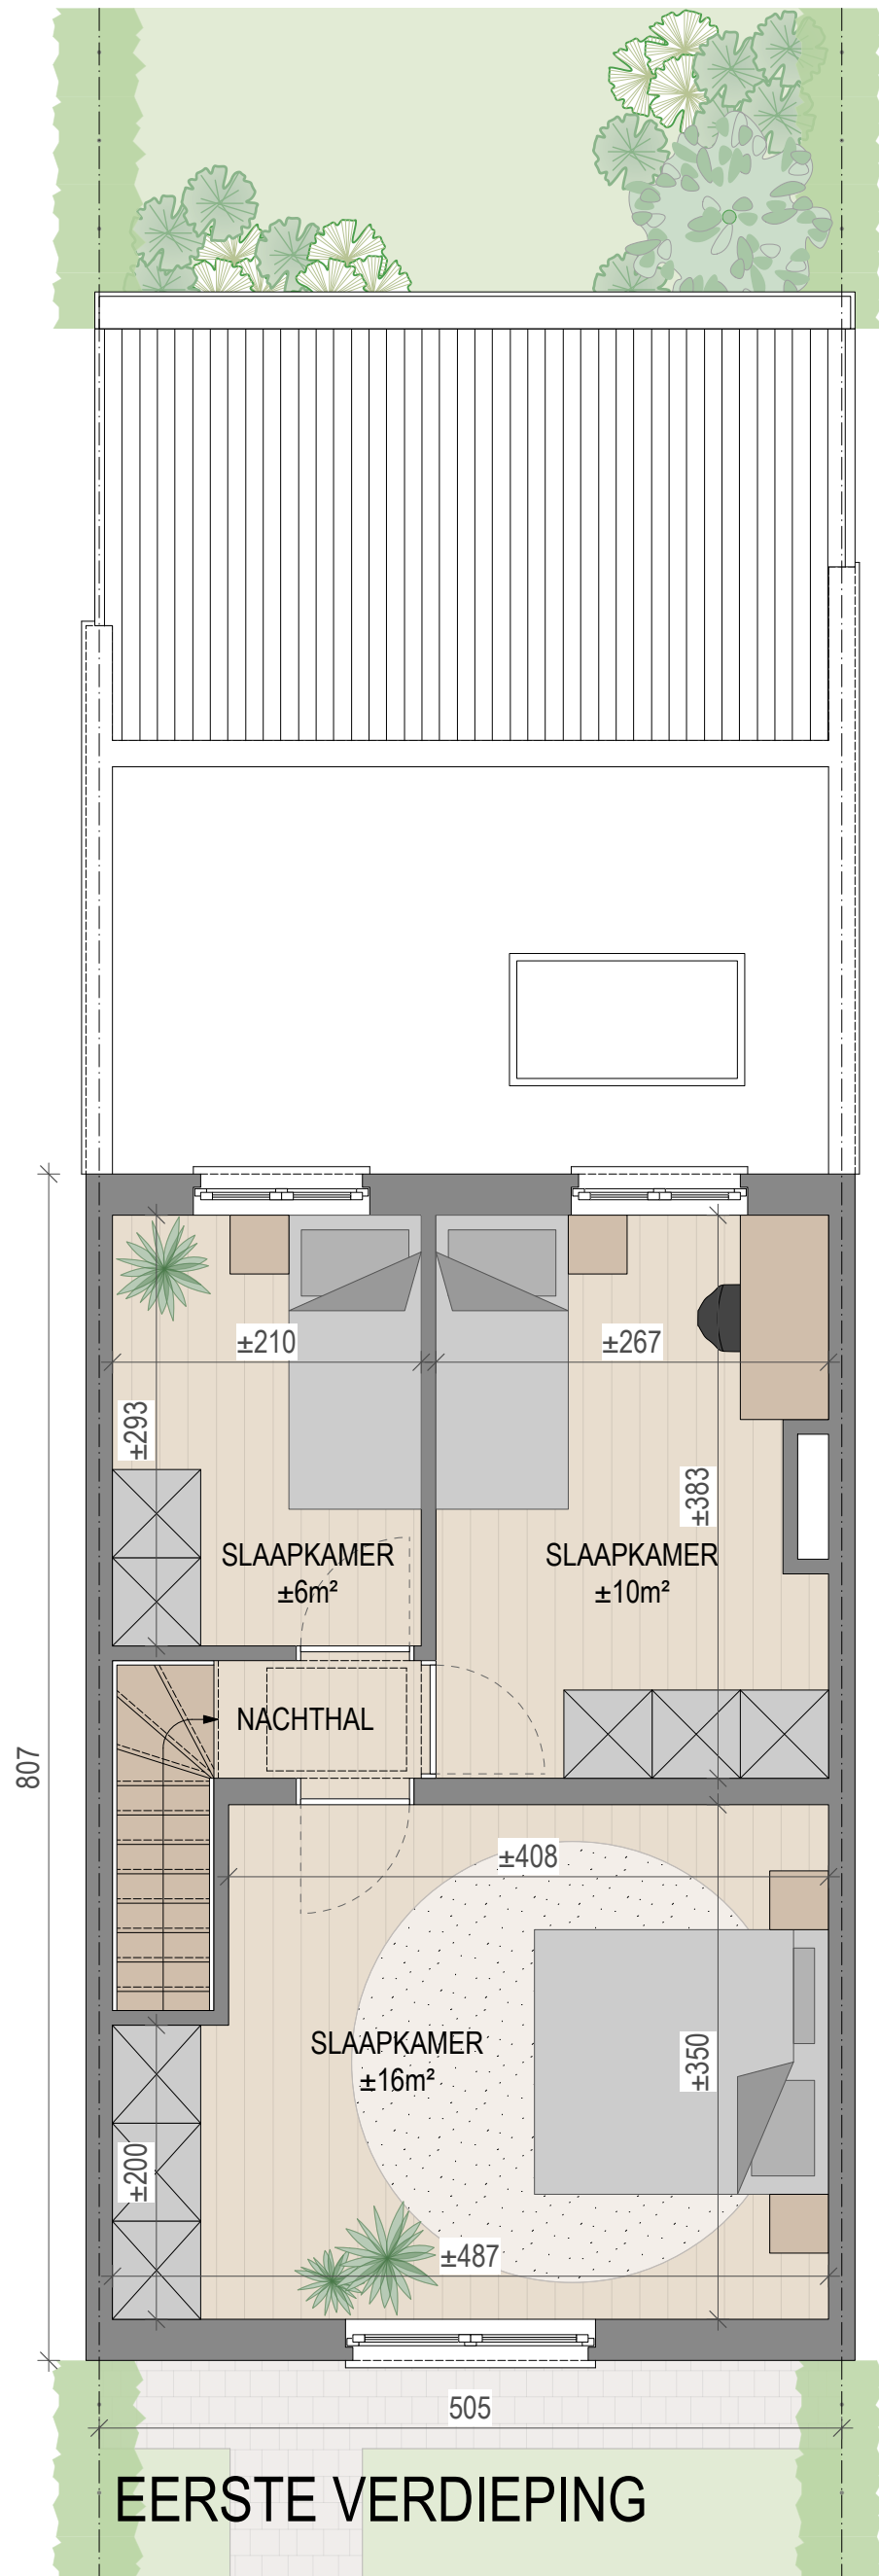 ±210
±267
±293
±383
SLAAPKAMER
±6m²
SLAAPKAMER
±10m²
NACHTHAL
807
±408
SLAAPKAMER
±16m²
±350
±200
±487
505
EERSTE VERDIEPING